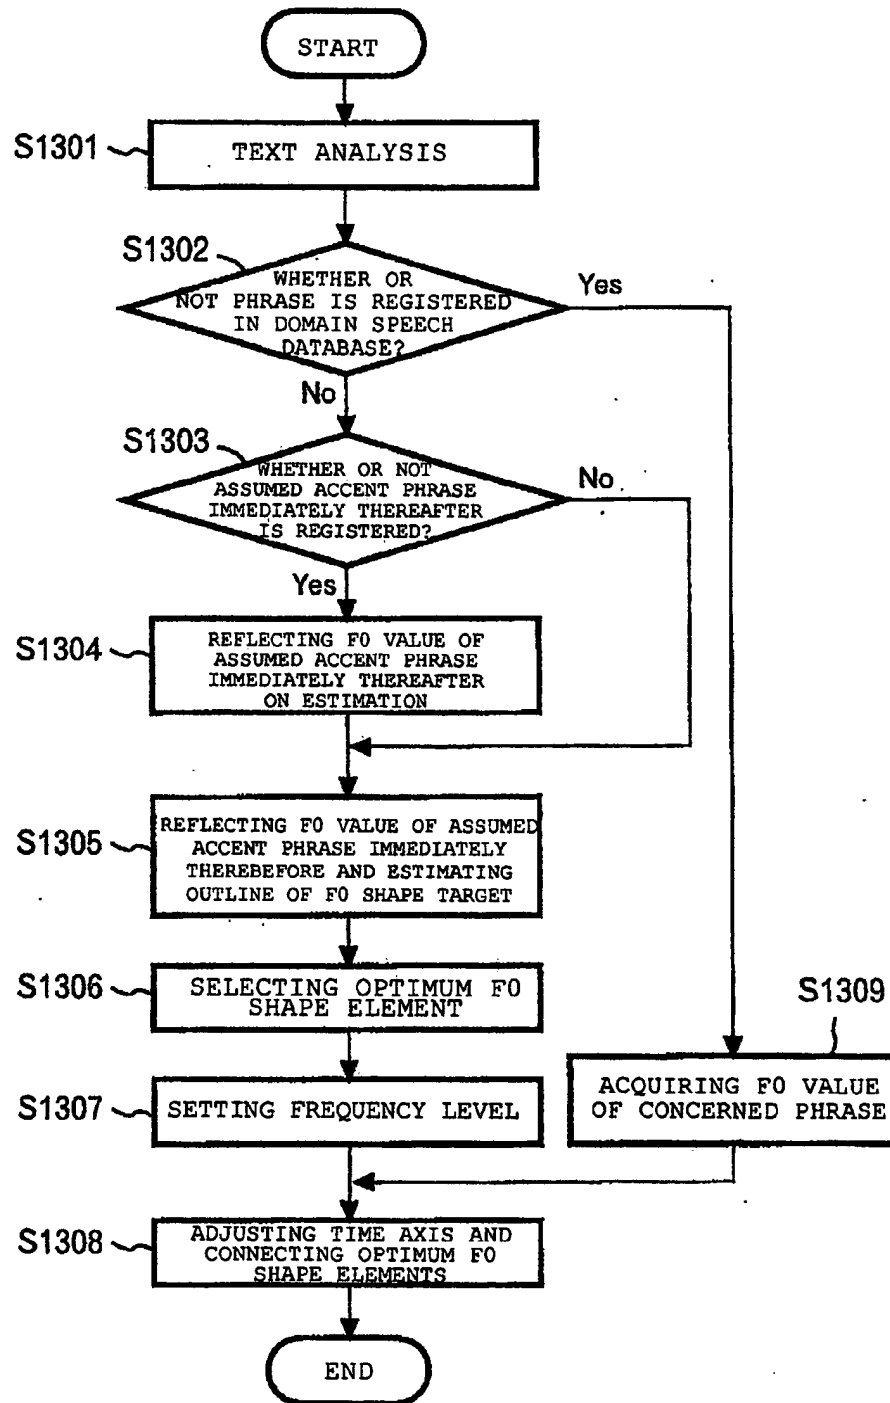 START
S1301
TEXT ANALYSIS
S1302
WHETHER OR
NOT PHRASE IS REGISTERED
IN DOMAIN SPEECH
DATABASE?
Yes
No
S1303
WHETHER OR NOT
ASSUMED ACCENT PHRASE
IMMEDIATELY THEREAFTER
IS REGISTERED?
No
Yes
S1304
REFLECTING F0 VALUE OF
ASSUMED ACCENT PHRASE
IMMEDIATELY THEREAFTER
ON ESTIMATION
S1305
REFLECTING F0 VALUE OF ASSUMED
ACCENT PHRASE IMMEDIATELY
THEREBEFORE AND ESTIMATING
OUTLINE OF F0 SHAPE TARGET
S1306
SELECTING OPTIMUM F0
SHAPE ELEMENT
S1309
ACQUIRING F0 VALUE
OF CONCERNED PHRASE
S1307
SETTING FREQUENCY LEVEL
S1308
ADJUSTING TIME AXIS AND
CONNECTING OPTIMUM F0
SHAPE ELEMENTS
END